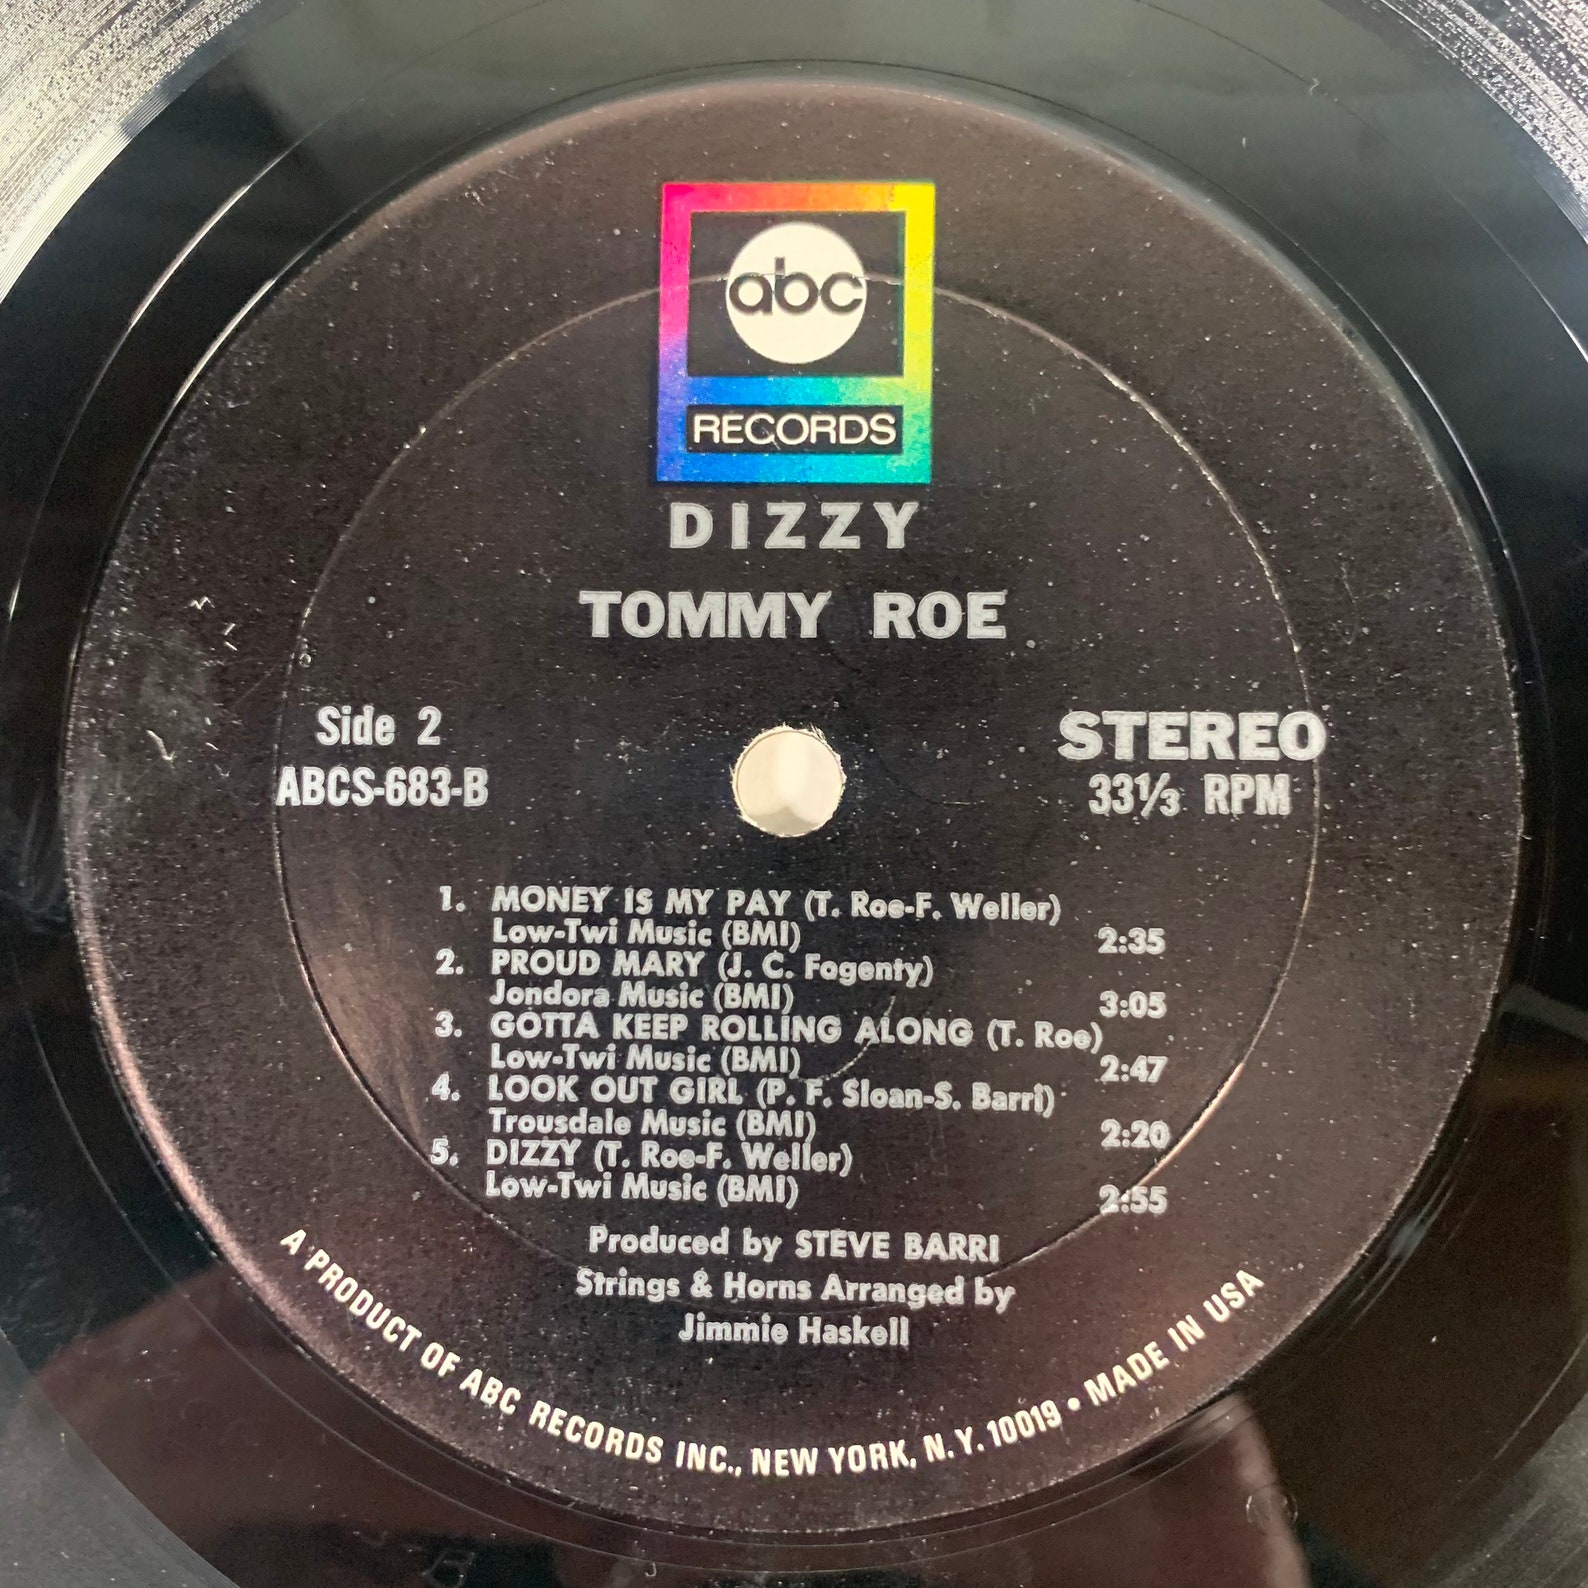 abc
RECORDS
DIZZY
TOMMY ROE
Side 2
ABCS-683-B
STEREO
33⅓ RPM
1. MONEY IS MY PAY (T. Roe-F. Weller)
Low-Twi Music (BMI) 2:35
2. PROUD MARY (J. C. Fogenty)
Jondora Music (BMI) 3:05
3. GOTTA KEEP ROLLING ALONG (T. Roe)
Low-Twi Music (BMI) 2:47
4. LOOK OUT GIRL (P. F. Sloan-S. Barri)
Trousdale Music (BMI) 2:20
5. DIZZY (T. Roe-F. Weller)
Low-Twi Music (BMI) 2:55
Produced by STEVE BARRI
Strings & Horns Arranged by
Jimmie Haskell
A PRODUCT OF ABC RECORDS INC., NEW YORK, N.Y. 10019 • MADE IN USA